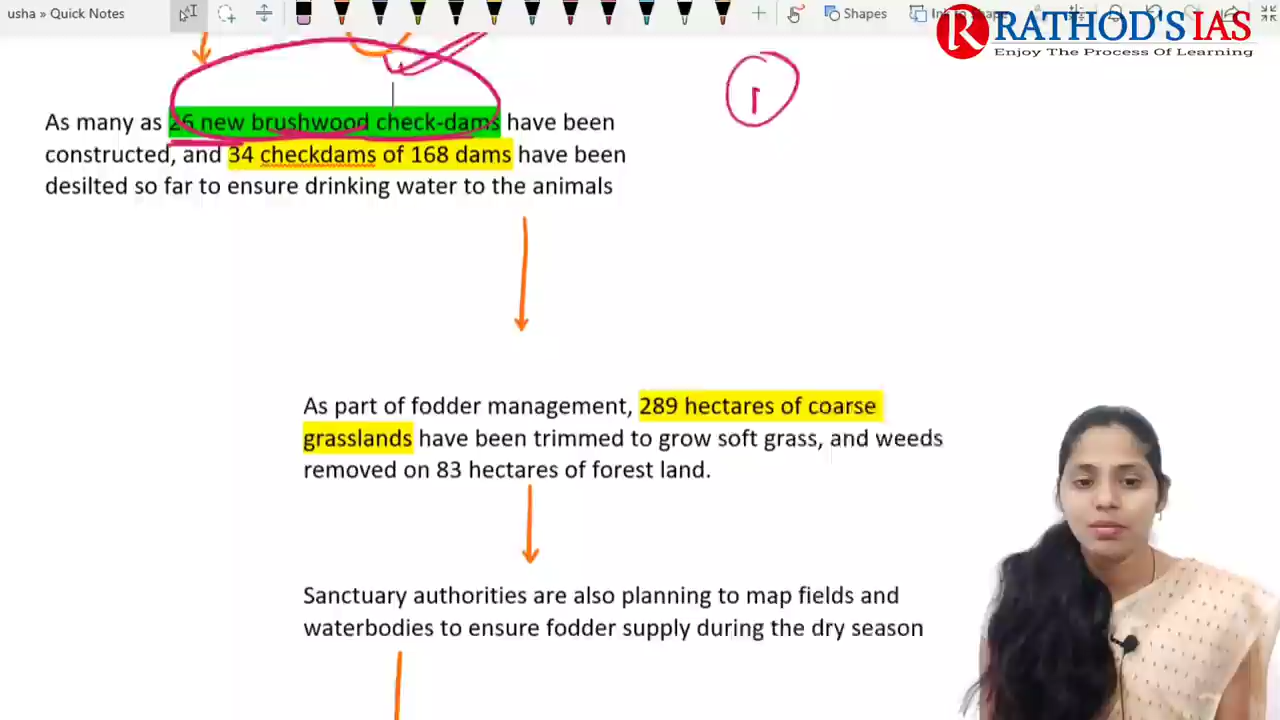 usha » Quick Notes
Shapes
RATHOD'S IAS
Enjoy The Process Of Learning
1
As many as 26 new brushwood check-dams have been
constructed, and 34 checkdams of 168 dams have been
desilted so far to ensure drinking water to the animals
As part of fodder management, 289 hectares of coarse
grasslands have been trimmed to grow soft grass, and weeds
removed on 83 hectares of forest land.
Sanctuary authorities are also planning to map fields and
waterbodies to ensure fodder supply during the dry season